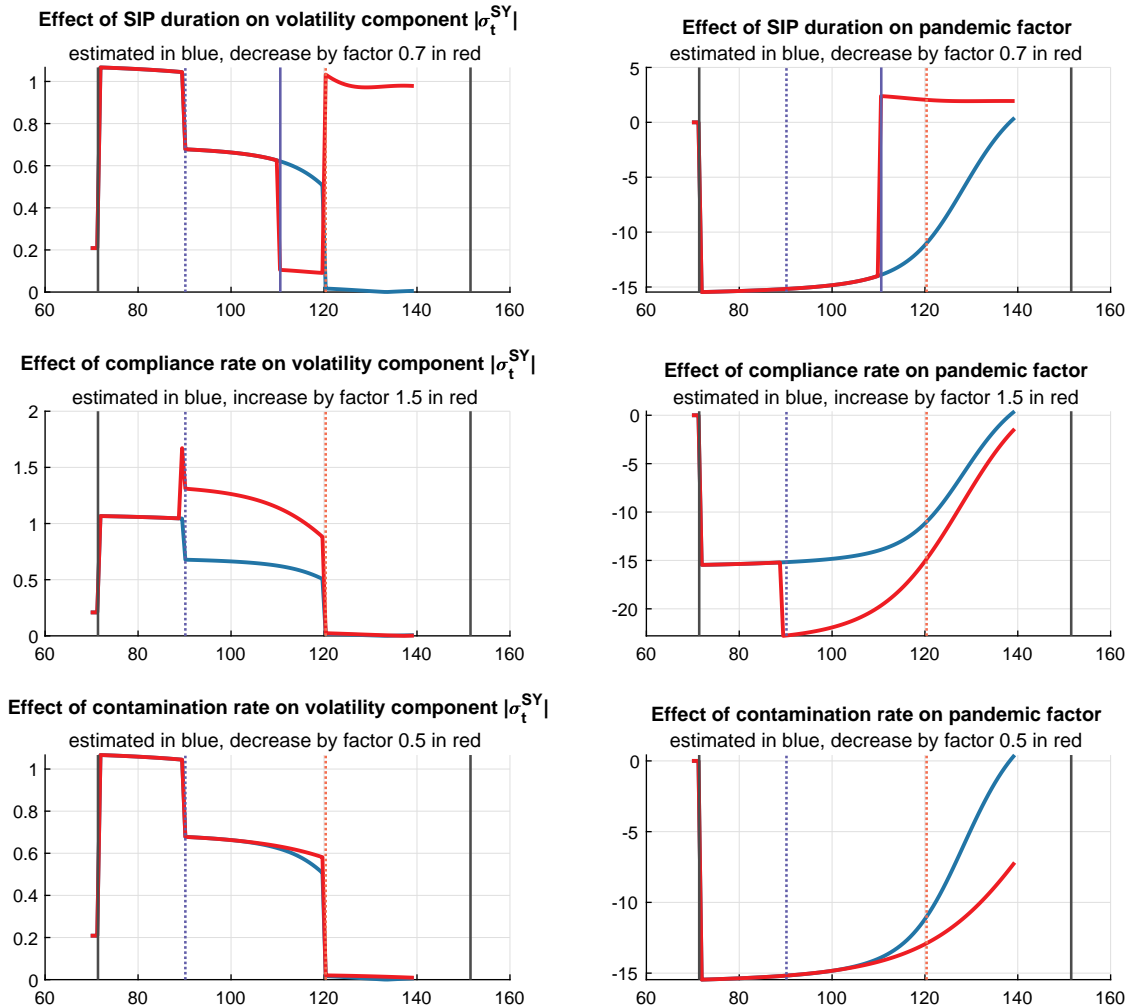 Effect of SIP duration on volatility component |σ_t^SY|
estimated in blue, decrease by factor 0.7 in red
1
0.8
0.6
0.4
0.2
0
60 80 100 120 140 160
Effect of SIP duration on pandemic factor
estimated in blue, decrease by factor 0.7 in red
5
0
-5
-10
-15
60 80 100 120 140 160
Effect of compliance rate on volatility component |σ_t^SY|
estimated in blue, increase by factor 1.5 in red
2
1.5
1
0.5
0
60 80 100 120 140 160
Effect of compliance rate on pandemic factor
estimated in blue, increase by factor 1.5 in red
0
-5
-10
-15
-20
60 80 100 120 140 160
Effect of contamination rate on volatility component |σ_t^SY|
estimated in blue, decrease by factor 0.5 in red
1
0.8
0.6
0.4
0.2
0
60 80 100 120 140 160
Effect of contamination rate on pandemic factor
estimated in blue, decrease by factor 0.5 in red
0
-5
-10
-15
60 80 100 120 140 160